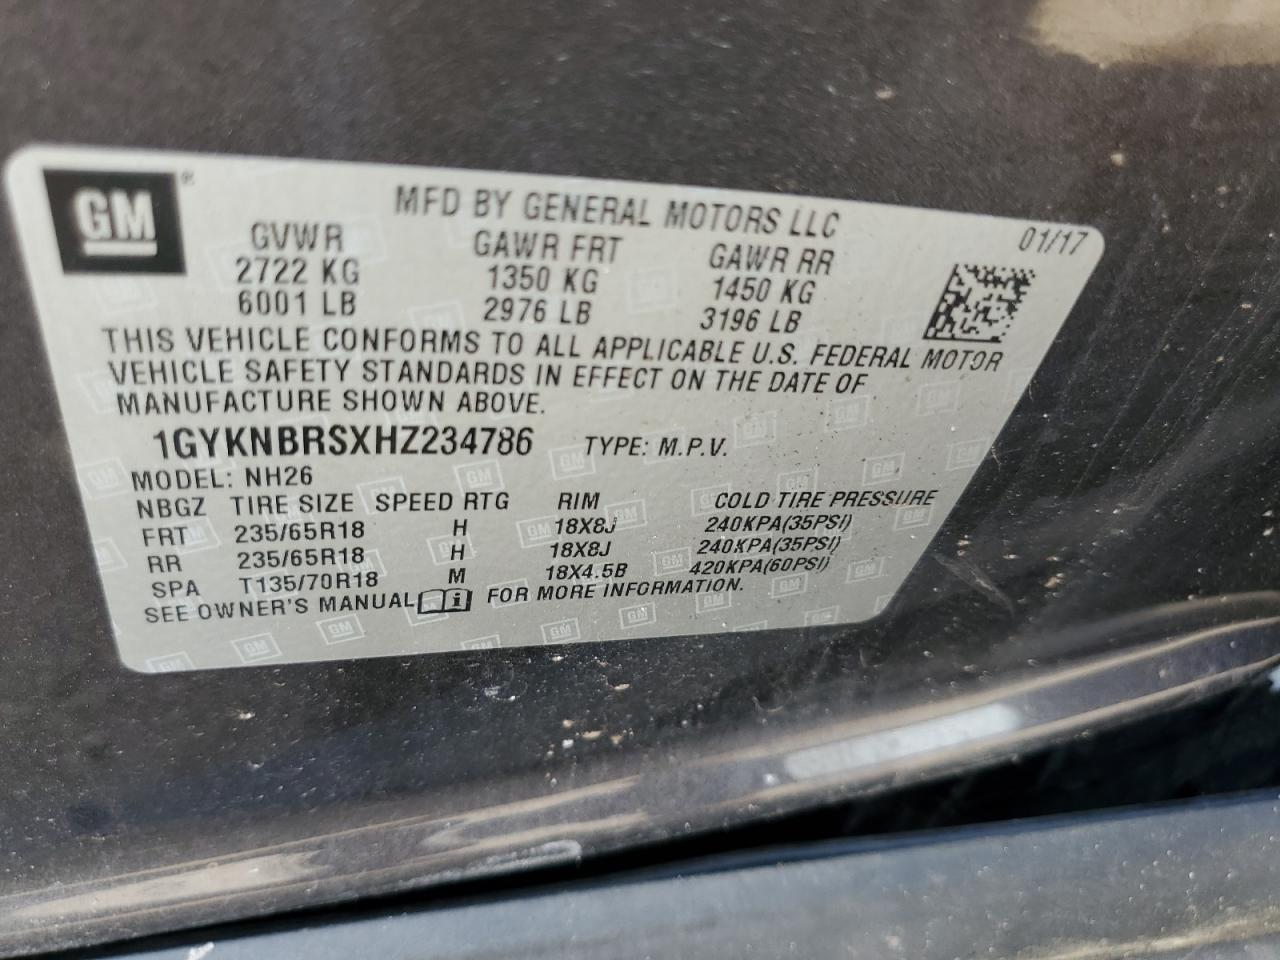 GM ®
MFD BY GENERAL MOTORS LLC
01/17
GVWR GAWR FRT GAWR RR
2722 KG 1350 KG 1450 KG
6001 LB 2976 LB 3196 LB
THIS VEHICLE CONFORMS TO ALL APPLICABLE U.S. FEDERAL MOTOR
VEHICLE SAFETY STANDARDS IN EFFECT ON THE DATE OF
MANUFACTURE SHOWN ABOVE.
1GYKNBRSXHZ234786 TYPE: M.P.V.
MODEL: NH26
NBGZ TIRE SIZE SPEED RTG RIM COLD TIRE PRESSURE
FRT 235/65R18 H 18X8J 240KPA(35PSI)
RR 235/65R18 H 18X8J 240KPA(35PSI)
SPA T135/70R18 M 18X4.5B 420KPA(60PSI)
SEE OWNER'S MANUAL i FOR MORE INFORMATION.